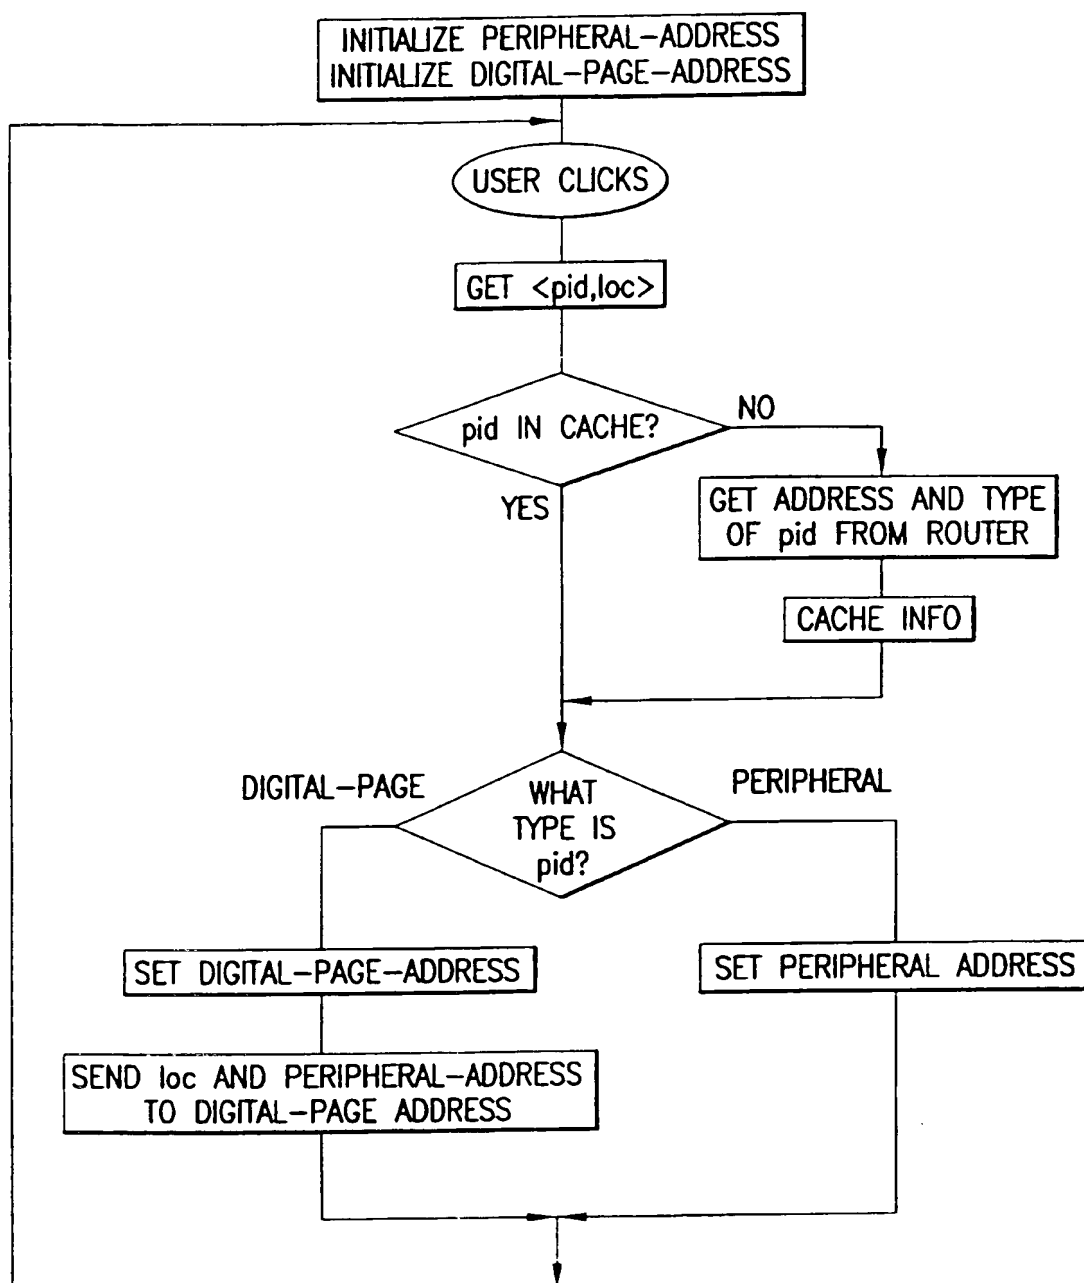 INITIALIZE PERIPHERAL-ADDRESS
INITIALIZE DIGITAL-PAGE-ADDRESS
USER CLICKS
GET <pid,loc>
pid IN CACHE?
NO
YES
GET ADDRESS AND TYPE
OF pid FROM ROUTER
CACHE INFO
DIGITAL-PAGE
WHAT
TYPE IS
pid?
PERIPHERAL
SET DIGITAL-PAGE-ADDRESS
SET PERIPHERAL ADDRESS
SEND loc AND PERIPHERAL-ADDRESS
TO DIGITAL-PAGE ADDRESS